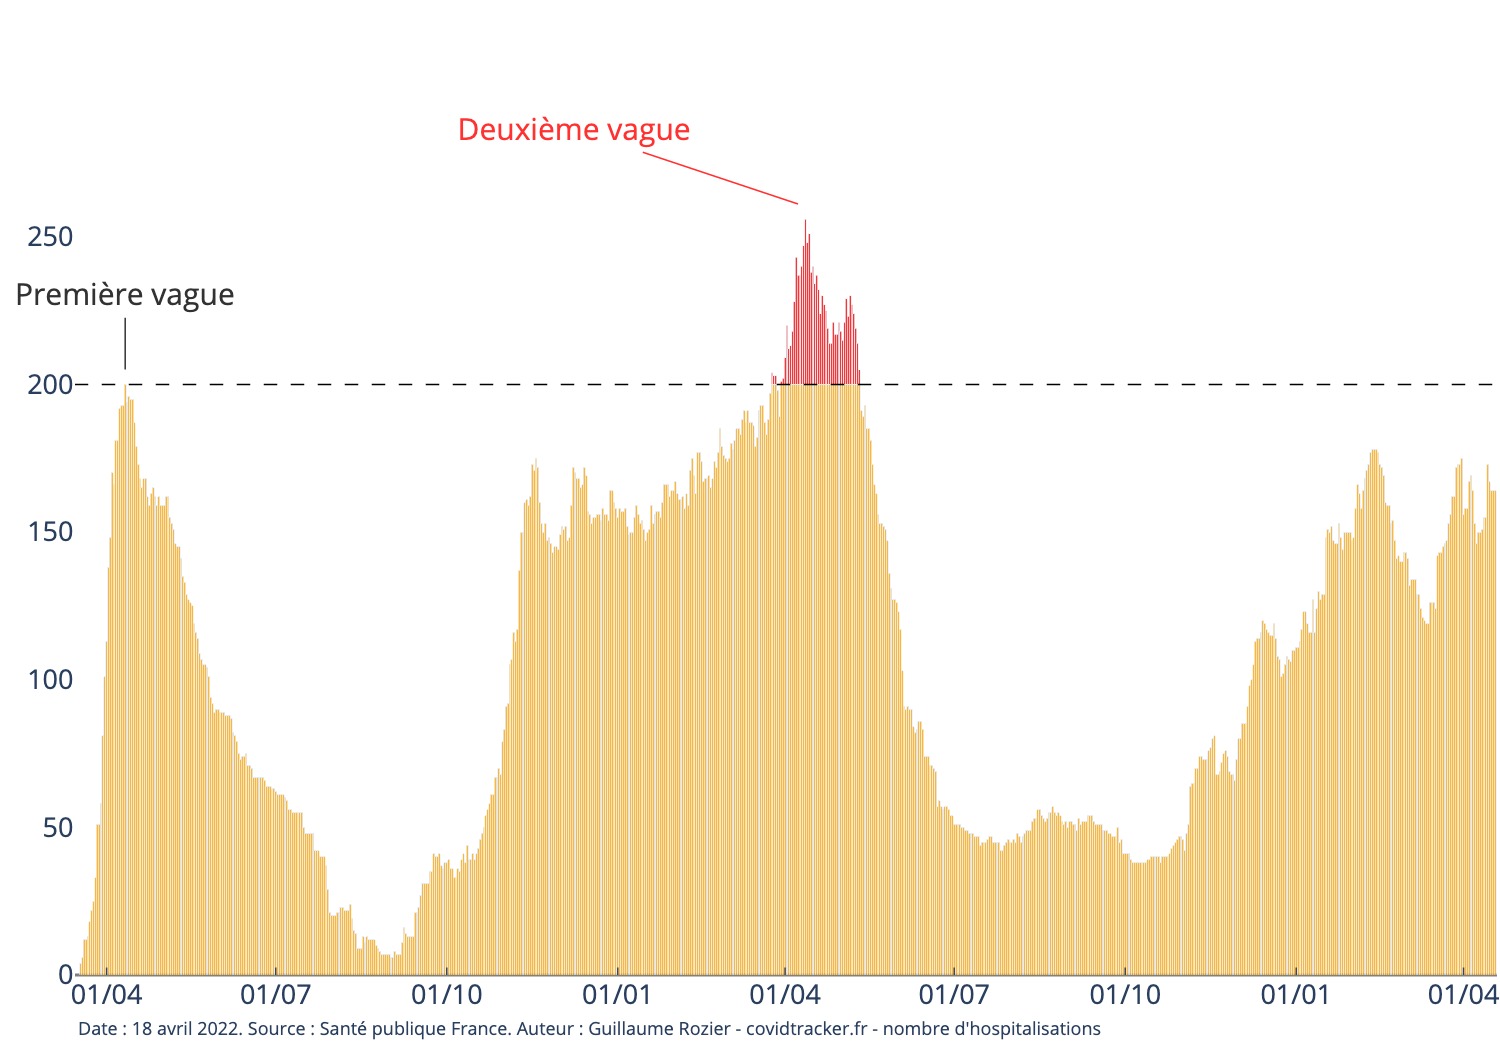 Deuxième vague
250
Première vague
200
150
100
50
0
01/04 01/07 01/10 01/01 01/04 01/07 01/10 01/01 01/04
Date : 18 avril 2022. Source : Santé publique France. Auteur : Guillaume Rozier - covidtracker.fr - nombre d'hospitalisations